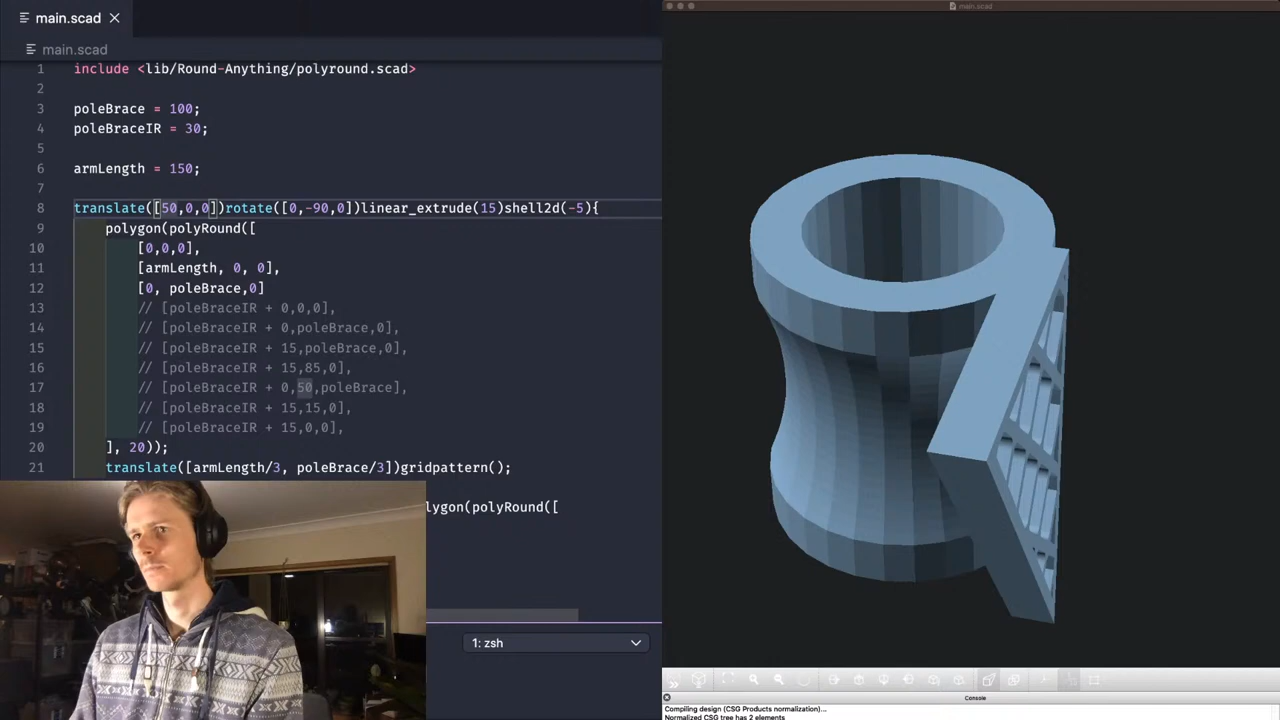 main.scad
main.scad
1 include <lib/Round-Anything/polyround.scad>
2
3 poleBrace = 100;
4 poleBraceIR = 30;
5
6 armLength = 150;
7
8 translate([50,0,0])rotate([0,-90,0])linear_extrude(15)shell2d(-5){
9 polygon(polyRound([
10 [0,0,0],
11 [armLength, 0, 0],
12 [0, poleBrace,0]
13 // [poleBraceIR + 0,0,0],
14 // [poleBraceIR + 0,poleBrace,0],
15 // [poleBraceIR + 15,poleBrace,0],
16 // [poleBraceIR + 15,85,0],
17 // [poleBraceIR + 0,50,poleBrace],
18 // [poleBraceIR + 15,15,0],
19 // [poleBraceIR + 15,0,0],
20 ], 20));
21 translate([armLength/3, poleBrace/3])gridpattern();
lygon(polyRound([
1: zsh
main.scad
Console
Compiling design (CSG Products normalization)...
Normalized CSG tree has 2 elements